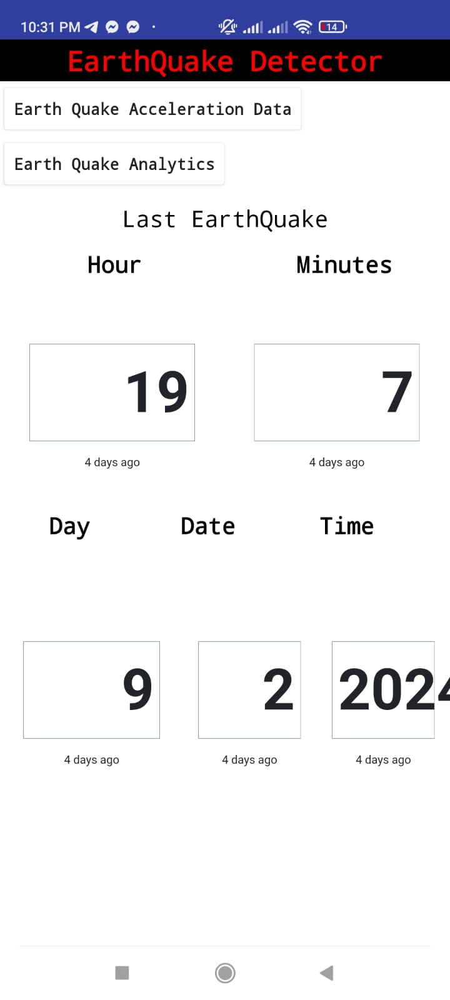 10:31 PM
14
EarthQuake Detector
Earth Quake Acceleration Data
Earth Quake Analytics
Last EarthQuake
Hour Minutes
19 7
4 days ago 4 days ago
Day Date Time
9 2 2024
4 days ago 4 days ago 4 days ago